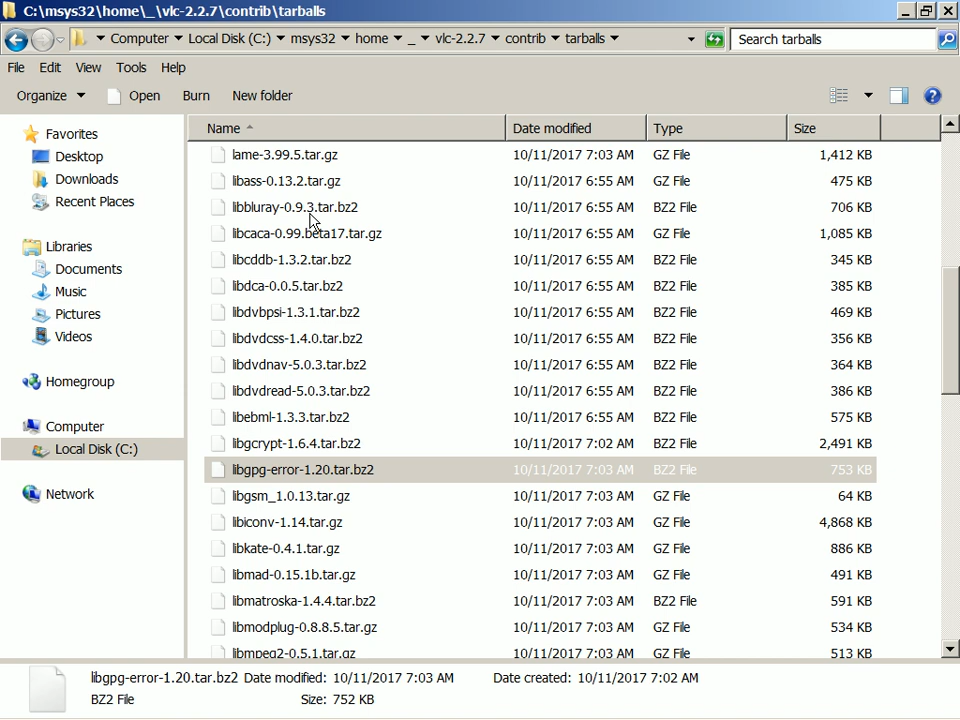 C:\msys32\home\_\vlc-2.2.7\contrib\tarballs
Computer Local Disk (C:) msys32 home _ vlc-2.2.7 contrib tarballs Search tarballs
File Edit View Tools Help
Organize Open Burn New folder
Name Date modified Type Size
Favorites
Desktop
Downloads
Recent Places
Libraries
Documents
Music
Pictures
Videos
Homegroup
Computer
Local Disk (C:)
Network
lame-3.99.5.tar.gz 10/11/2017 7:03 AM GZ File 1,412 KB
libass-0.13.2.tar.gz 10/11/2017 6:55 AM GZ File 475 KB
libbluray-0.9.3.tar.bz2 10/11/2017 6:55 AM BZ2 File 706 KB
libcaca-0.99.beta17.tar.gz 10/11/2017 6:55 AM GZ File 1,085 KB
libcddb-1.3.2.tar.bz2 10/11/2017 6:55 AM BZ2 File 345 KB
libdca-0.0.5.tar.bz2 10/11/2017 6:55 AM BZ2 File 385 KB
libdvbpsi-1.3.1.tar.bz2 10/11/2017 6:55 AM BZ2 File 469 KB
libdvdcss-1.4.0.tar.bz2 10/11/2017 6:55 AM BZ2 File 356 KB
libdvdnav-5.0.3.tar.bz2 10/11/2017 6:55 AM BZ2 File 364 KB
libdvdread-5.0.3.tar.bz2 10/11/2017 6:55 AM BZ2 File 386 KB
libebml-1.3.3.tar.bz2 10/11/2017 6:55 AM BZ2 File 575 KB
libgcrypt-1.6.4.tar.bz2 10/11/2017 7:02 AM BZ2 File 2,491 KB
libgpg-error-1.20.tar.bz2 10/11/2017 7:03 AM BZ2 File 753 KB
libgsm_1.0.13.tar.gz 10/11/2017 7:03 AM GZ File 64 KB
libiconv-1.14.tar.gz 10/11/2017 7:03 AM GZ File 4,868 KB
libkate-0.4.1.tar.gz 10/11/2017 7:03 AM GZ File 886 KB
libmad-0.15.1b.tar.gz 10/11/2017 7:03 AM GZ File 491 KB
libmatroska-1.4.4.tar.bz2 10/11/2017 7:03 AM BZ2 File 591 KB
libmodplug-0.8.8.5.tar.gz 10/11/2017 7:03 AM GZ File 534 KB
libmpeg2-0.5.1.tar.gz 10/11/2017 7:03 AM GZ File 513 KB
libgpg-error-1.20.tar.bz2 Date modified: 10/11/2017 7:03 AM Date created: 10/11/2017 7:02 AM
BZ2 File Size: 752 KB